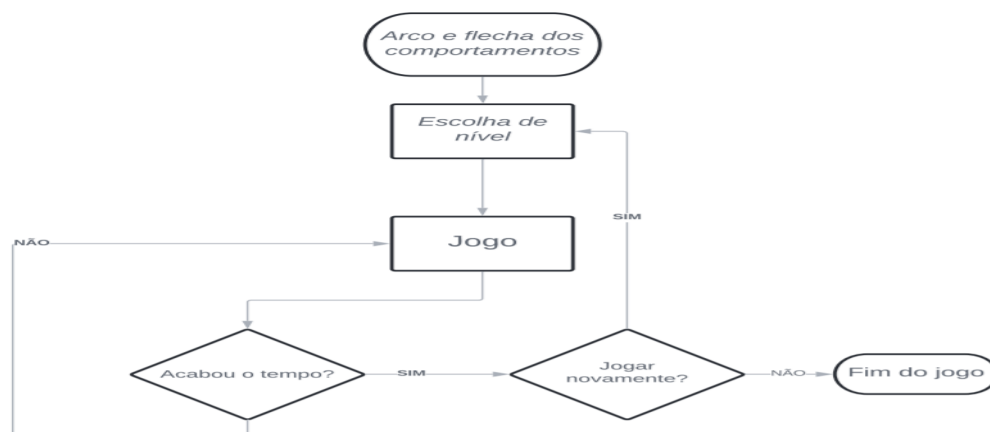 Arco e flecha dos
comportamentos
Escolha de
nível
SIM
Jogo
NÃO
Acabou o tempo?
SIM
Jogar
novamente?
NÃO
Fim do jogo